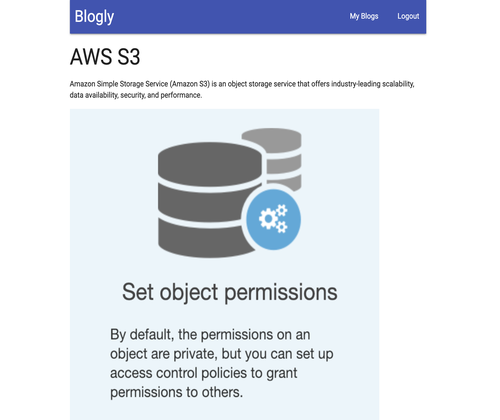 Blogly
My Blogs
Logout
AWS S3
Amazon Simple Storage Service (Amazon S3) is an object storage service that offers industry-leading scalability,
data availability, security, and performance.
Set object permissions
By default, the permissions on an
object are private, but you can set up
access control policies to grant
permissions to others.